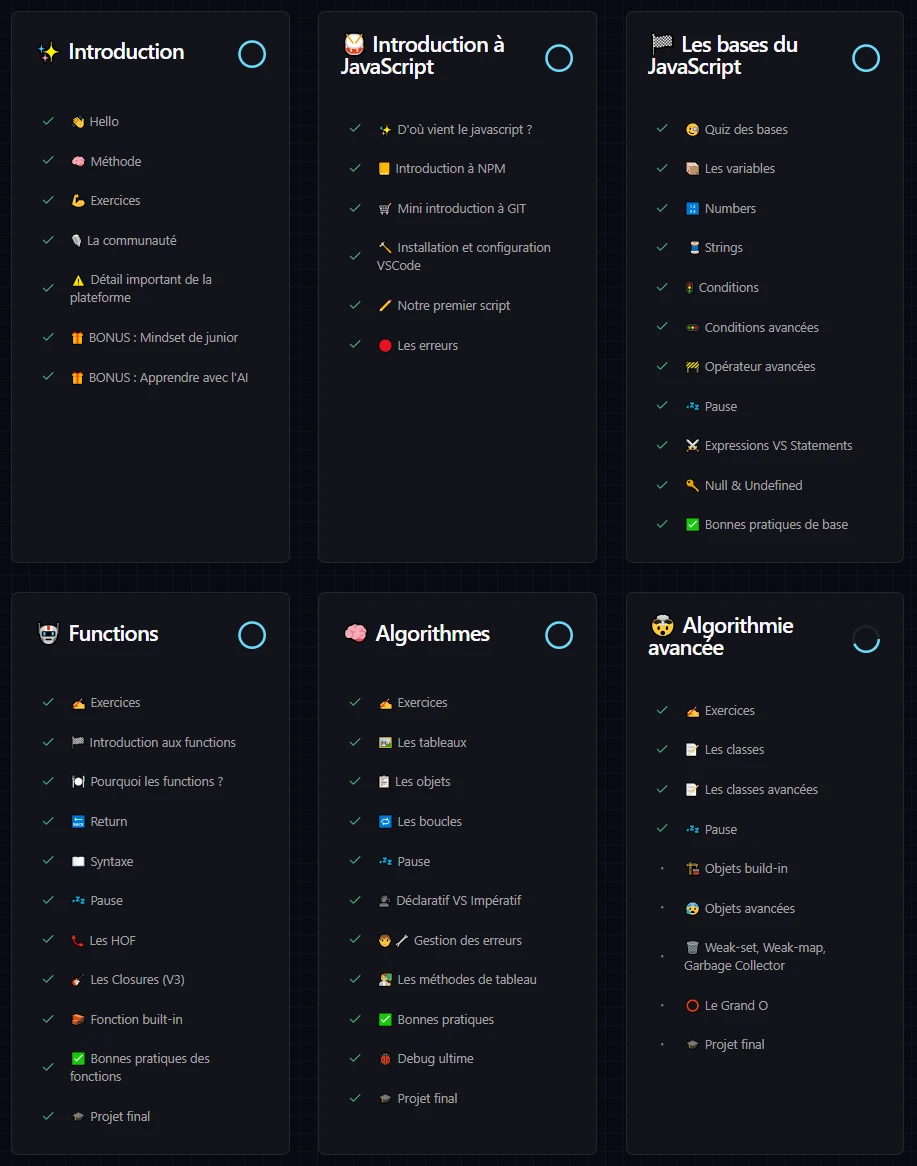 ✨ Introduction
👋 Hello
🧠 Méthode
💪 Exercices
🎙️ La communauté
⚠️ Détail important de la
plateforme
🎁 BONUS : Mindset de junior
🎁 BONUS : Apprendre avec l'AI
🥁 Introduction à
JavaScript
✨ D'où vient le javascript ?
📒 Introduction à NPM
🛒 Mini introduction à GIT
🔨 Installation et configuration
VSCode
🖍️ Notre premier script
🔴 Les erreurs
🏁 Les bases du
JavaScript
🧐 Quiz des bases
📦 Les variables
🔢 Numbers
🧵 Strings
🚦 Conditions
🚥 Conditions avancées
🚧 Opérateur avancées
💤 Pause
⚔️ Expressions VS Statements
🔑 Null & Undefined
✅ Bonnes pratiques de base
🤖 Functions
✍️ Exercices
🏁 Introduction aux functions
🍽️ Pourquoi les functions ?
🔙 Return
📖 Syntaxe
💤 Pause
📞 Les HOF
🎸 Les Closures (V3)
🧱 Fonction built-in
✅ Bonnes pratiques des
fonctions
🎓 Projet final
🧠 Algorithmes
✍️ Exercices
🖼️ Les tableaux
📋 Les objets
🔁 Les boucles
💤 Pause
🗣️ Déclaratif VS Impératif
👨‍🔧 Gestion des erreurs
👨‍🏫 Les méthodes de tableau
✅ Bonnes pratiques
🐞 Debug ultime
🎓 Projet final
🤯 Algorithmie
avancée
✍️ Exercices
📝 Les classes
📝 Les classes avancées
💤 Pause
🏗️ Objets build-in
😰 Objets avancées
🗑️ Weak-set, Weak-map,
Garbage Collector
⭕ Le Grand O
🎓 Projet final